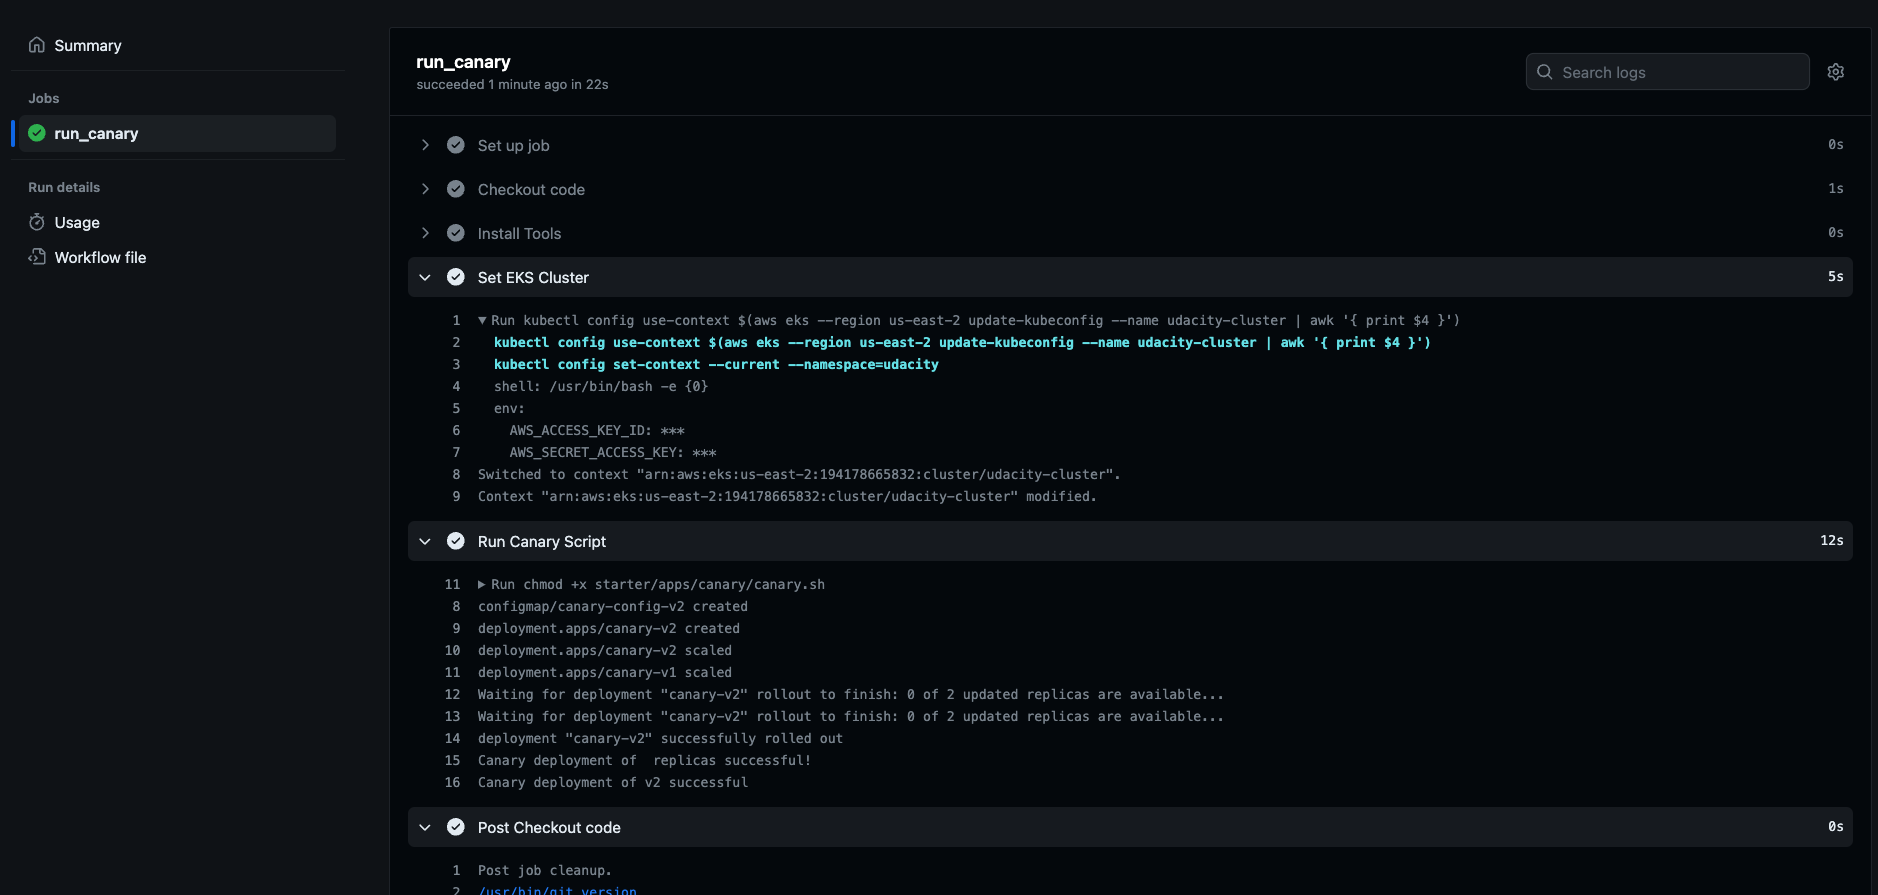 Summary
Jobs
run_canary
Run details
Usage
Workflow file
run_canary
succeeded 1 minute ago in 22s
Search logs
Set up job 0s
Checkout code 1s
Install Tools 0s
Set EKS Cluster 5s
1 Run kubectl config use-context $(aws eks --region us-east-2 update-kubeconfig --name udacity-cluster | awk '{ print $4 }')
2 kubectl config use-context $(aws eks --region us-east-2 update-kubeconfig --name udacity-cluster | awk '{ print $4 }')
3 kubectl config set-context --current --namespace=udacity
4 shell: /usr/bin/bash -e {0}
5 env:
6 AWS_ACCESS_KEY_ID: ***
7 AWS_SECRET_ACCESS_KEY: ***
8 Switched to context "arn:aws:eks:us-east-2:194178665832:cluster/udacity-cluster".
9 Context "arn:aws:eks:us-east-2:194178665832:cluster/udacity-cluster" modified.
Run Canary Script 12s
11 Run chmod +x starter/apps/canary/canary.sh
8 configmap/canary-config-v2 created
9 deployment.apps/canary-v2 created
10 deployment.apps/canary-v2 scaled
11 deployment.apps/canary-v1 scaled
12 Waiting for deployment "canary-v2" rollout to finish: 0 of 2 updated replicas are available...
13 Waiting for deployment "canary-v2" rollout to finish: 0 of 2 updated replicas are available...
14 deployment "canary-v2" successfully rolled out
15 Canary deployment of  replicas successful!
16 Canary deployment of v2 successful
Post Checkout code 0s
1 Post job cleanup.
2 /usr/bin/git version